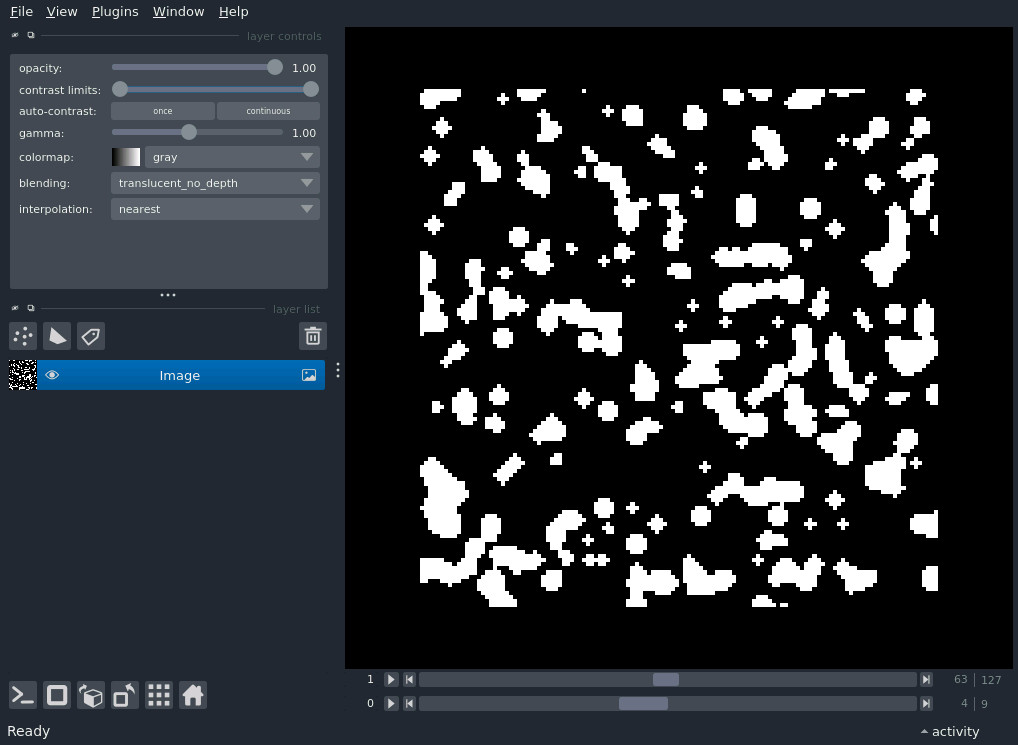 File View Plugins Window Help
layer controls
opacity: 1.00
contrast limits:
auto-contrast: once continuous
gamma: 1.00
colormap: gray
blending: translucent_no_depth
interpolation: nearest
layer list
Image
1 63 127
0 4 9
Ready activity